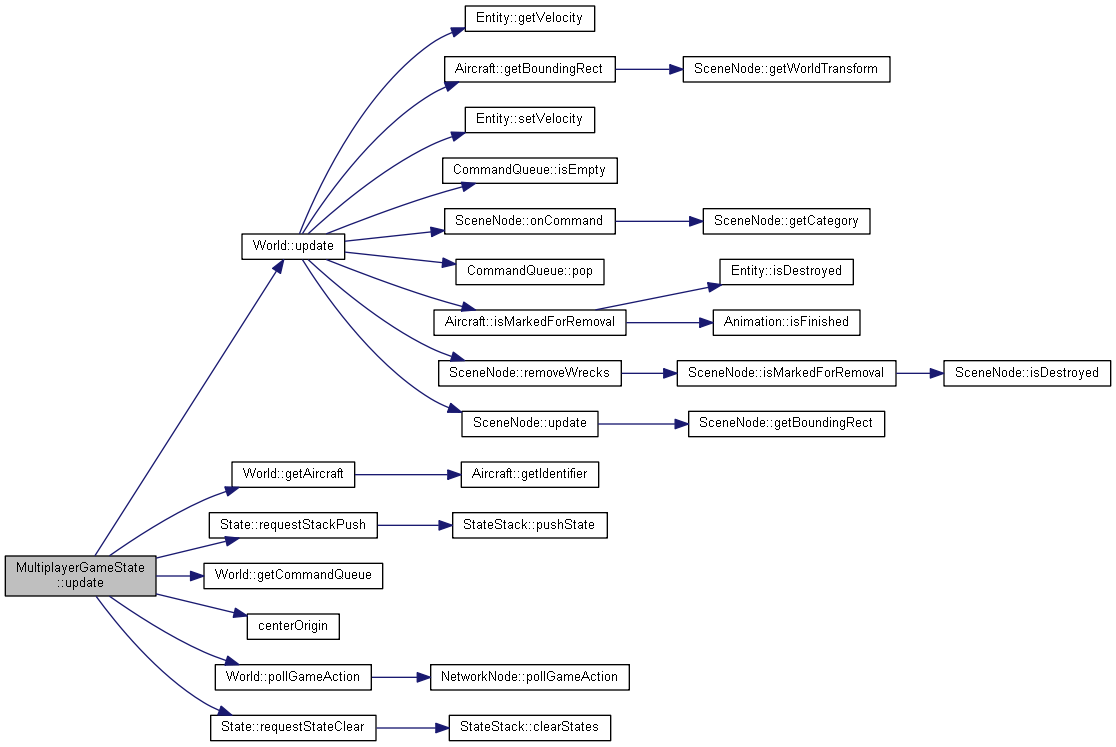 Entity::getVelocity
Aircraft::getBoundingRect
SceneNode::getWorldTransform
Entity::setVelocity
CommandQueue::isEmpty
SceneNode::onCommand
SceneNode::getCategory
World::update
CommandQueue::pop
Entity::isDestroyed
Aircraft::isMarkedForRemoval
Animation::isFinished
SceneNode::removeWrecks
SceneNode::isMarkedForRemoval
SceneNode::isDestroyed
SceneNode::update
SceneNode::getBoundingRect
World::getAircraft
Aircraft::getIdentifier
State::requestStackPush
StateStack::pushState
MultiplayerGameState
::update
World::getCommandQueue
centerOrigin
World::pollGameAction
NetworkNode::pollGameAction
State::requestStateClear
StateStack::clearStates